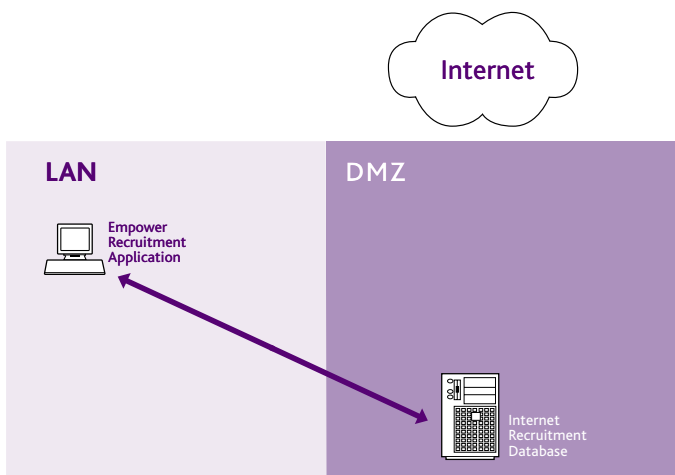 Internet
LAN
DMZ
Empower
Recruitment
Application
Internet
Recruitment
Database